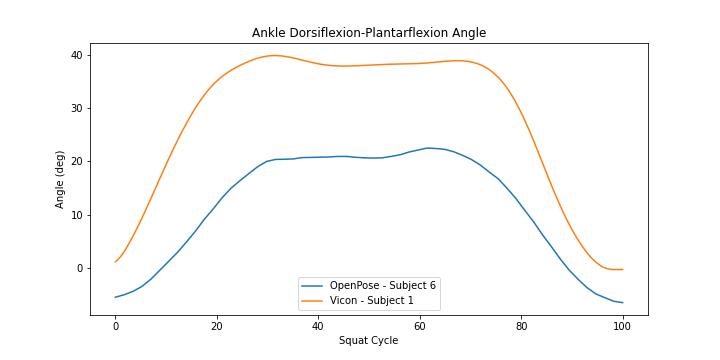 Ankle Dorsiflexion-Plantarflexion Angle
40
30
20
10
0
Angle (deg)
OpenPose - Subject 6
Vicon - Subject 1
0
20
40
60
80
100
Squat Cycle